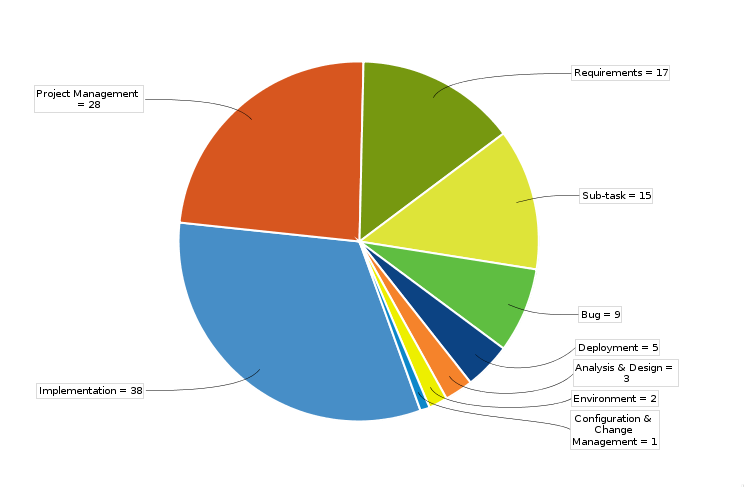 Requirements = 17
Project Management
= 28
Sub-task = 15
Bug = 9
Deployment = 5
Analysis & Design =
3
Implementation = 38
Environment = 2
Configuration &
Change
Management = 1